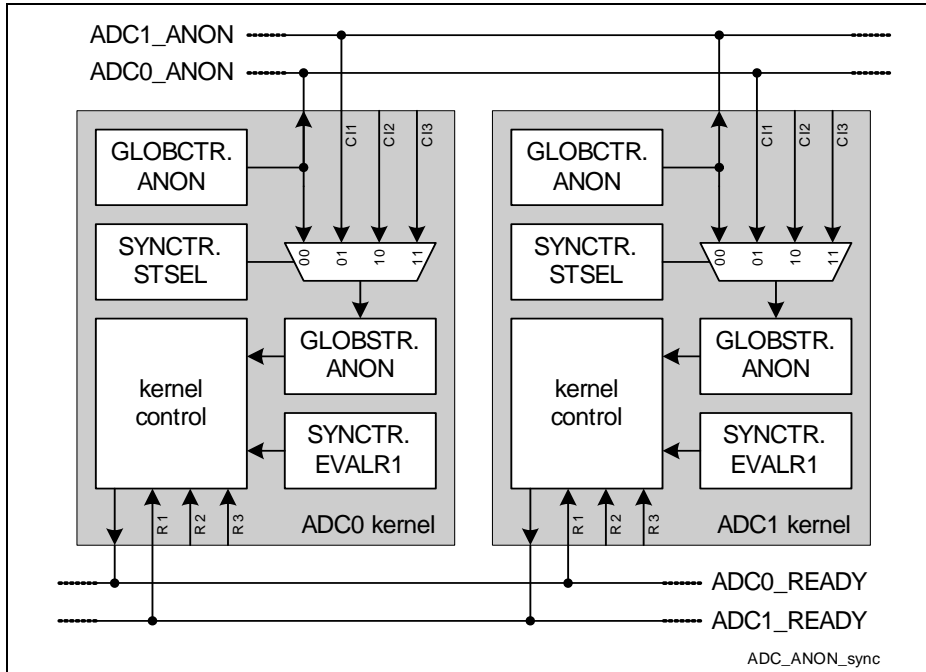 ADC1_ANON
ADC0_ANON
GLOBCTR.
ANON
CI1
CI2
CI3
SYNCTR.
STSEL
00
01
10
11
GLOBSTR.
ANON
kernel
control
SYNCTR.
EVALR1
R1
R2
R3
ADC0 kernel
GLOBCTR.
ANON
CI1
CI2
CI3
SYNCTR.
STSEL
00
01
10
11
GLOBSTR.
ANON
kernel
control
SYNCTR.
EVALR1
R1
R2
R3
ADC1 kernel
ADC0_READY
ADC1_READY
ADC_ANON_sync